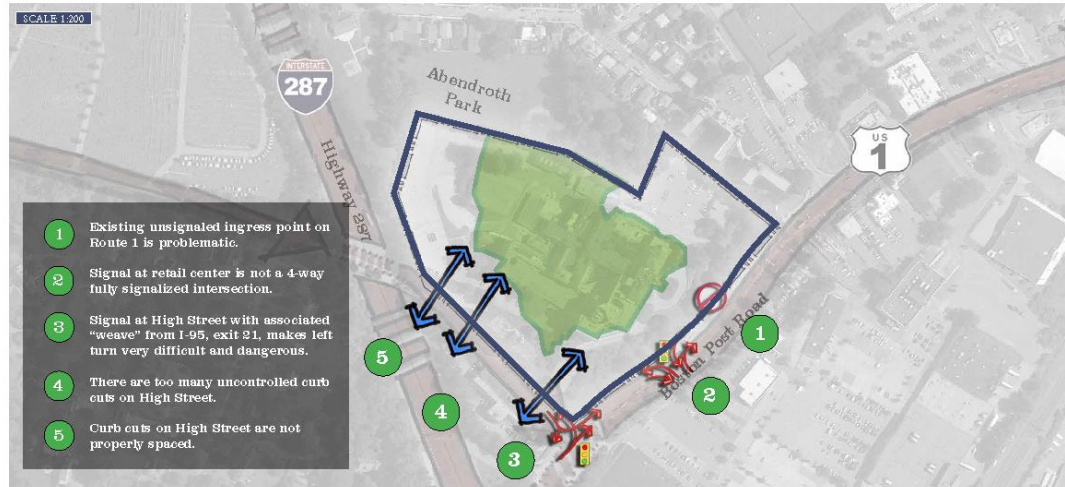 SCALE 1:200
INTERSTATE
287
Abendroth
Park
Highway 287
US
1
Boston Post Road
1
Existing unsignaled ingress point on
Route 1 is problematic.
2
Signal at retail center is not a 4-way
fully signalized intersection.
3
Signal at High Street with associated
“weave” from I-95, exit 21, makes left
turn very difficult and dangerous.
4
There are too many uncontrolled curb
cuts on High Street.
5
Curb cuts on High Street are not
properly spaced.
1
2
3
4
5